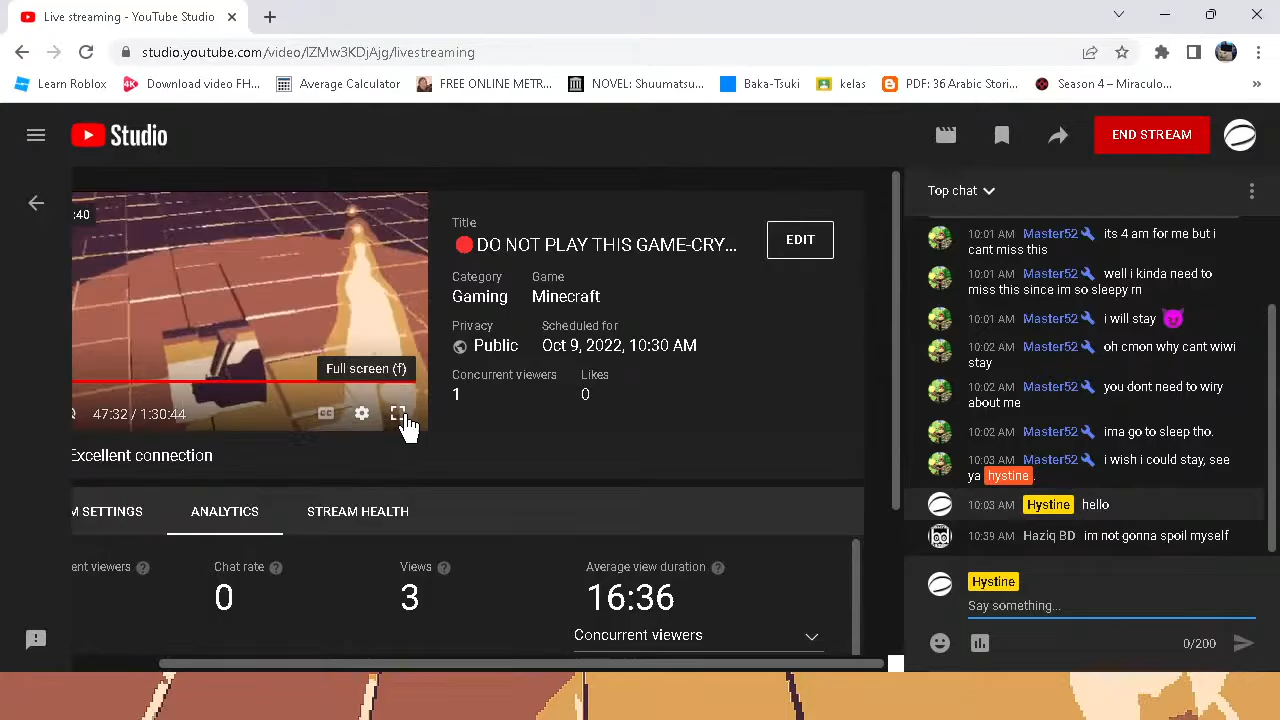 Live streaming - YouTube Studio
studio.youtube.com/video/lZMw3KDjAjg/livestreaming
Learn Roblox
Download video FH...
Average Calculator
FREE ONLINE METR...
NOVEL: Shuumatsu...
Baka-Tsuki
kelas
PDF: 36 Arabic Stori...
Season 4 – Miraculo...
»
Studio
END STREAM
:40
Title
🔴DO NOT PLAY THIS GAME-CRY...
EDIT
Category
Game
Gaming
Minecraft
Privacy
Scheduled for
Public
Oct 9, 2022, 10:30 AM
Concurrent viewers
Likes
1
0
Full screen (f)
47:32 / 1:30:44
CC
Excellent connection
M SETTINGS
ANALYTICS
STREAM HEALTH
ent viewers
Chat rate
Views
Average view duration
0
3
16:36
Concurrent viewers
Top chat
10:01 AM Master52 its 4 am for me but i
cant miss this
10:01 AM Master52 well i kinda need to
miss this since im so sleepy rn
10:01 AM Master52 i will stay 😈
10:02 AM Master52 oh cmon why cant wiwi
stay
10:02 AM Master52 you dont need to wiry
about me
10:02 AM Master52 ima go to sleep tho.
10:03 AM Master52 i wish i could stay, see
ya hystine.
10:03 AM Hystine hello
10:39 AM Haziq BD im not gonna spoil myself
Hystine
Say something...
0/200